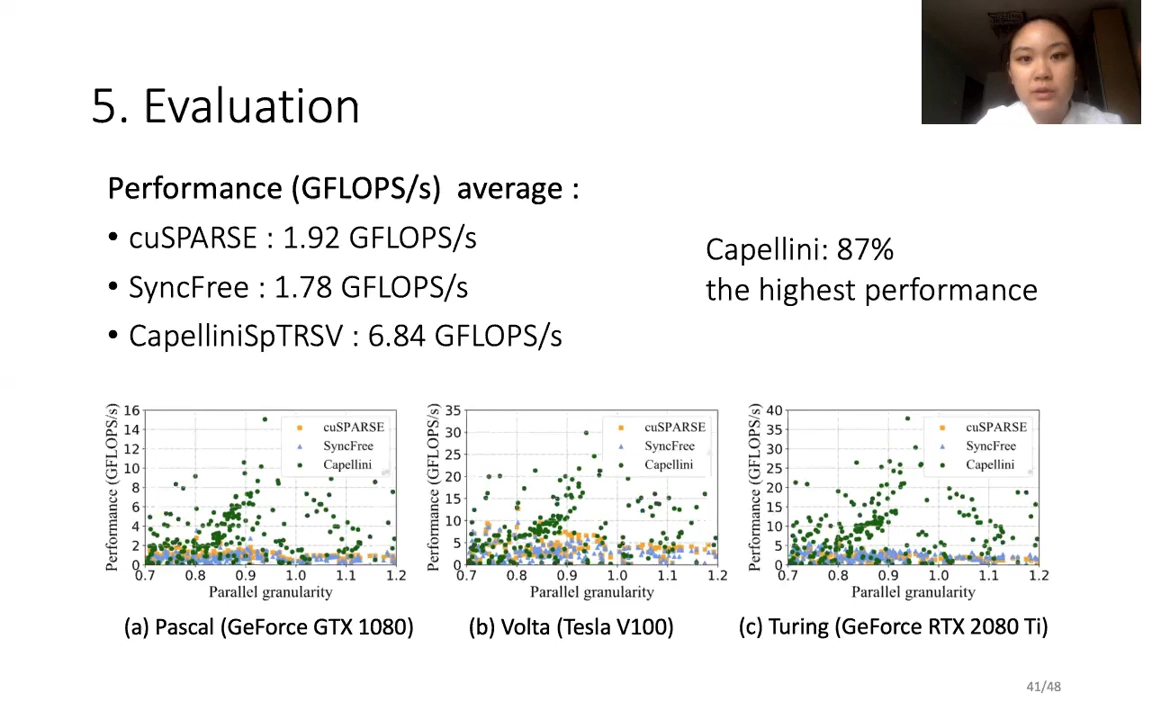 5. Evaluation
Performance (GFLOPS/s) average :
• cuSPARSE : 1.92 GFLOPS/s
• SyncFree : 1.78 GFLOPS/s
• CapelliniSpTRSV : 6.84 GFLOPS/s
Capellini: 87%
the highest performance
Performance (GFLOPS/s)
16
14
12
10
8
6
4
2
0
cuSPARSE
SyncFree
Capellini
0.7 0.8 0.9 1.0 1.1 1.2
Parallel granularity
(a) Pascal (GeForce GTX 1080)
Performance (GFLOPS/s)
35
30
25
20
15
10
5
0
cuSPARSE
SyncFree
Capellini
0.7 0.8 0.9 1.0 1.1 1.2
Parallel granularity
(b) Volta (Tesla V100)
Performance (GFLOPS/s)
40
35
30
25
20
15
10
5
0
cuSPARSE
SyncFree
Capellini
0.7 0.8 0.9 1.0 1.1 1.2
Parallel granularity
(c) Turing (GeForce RTX 2080 Ti)
41/48